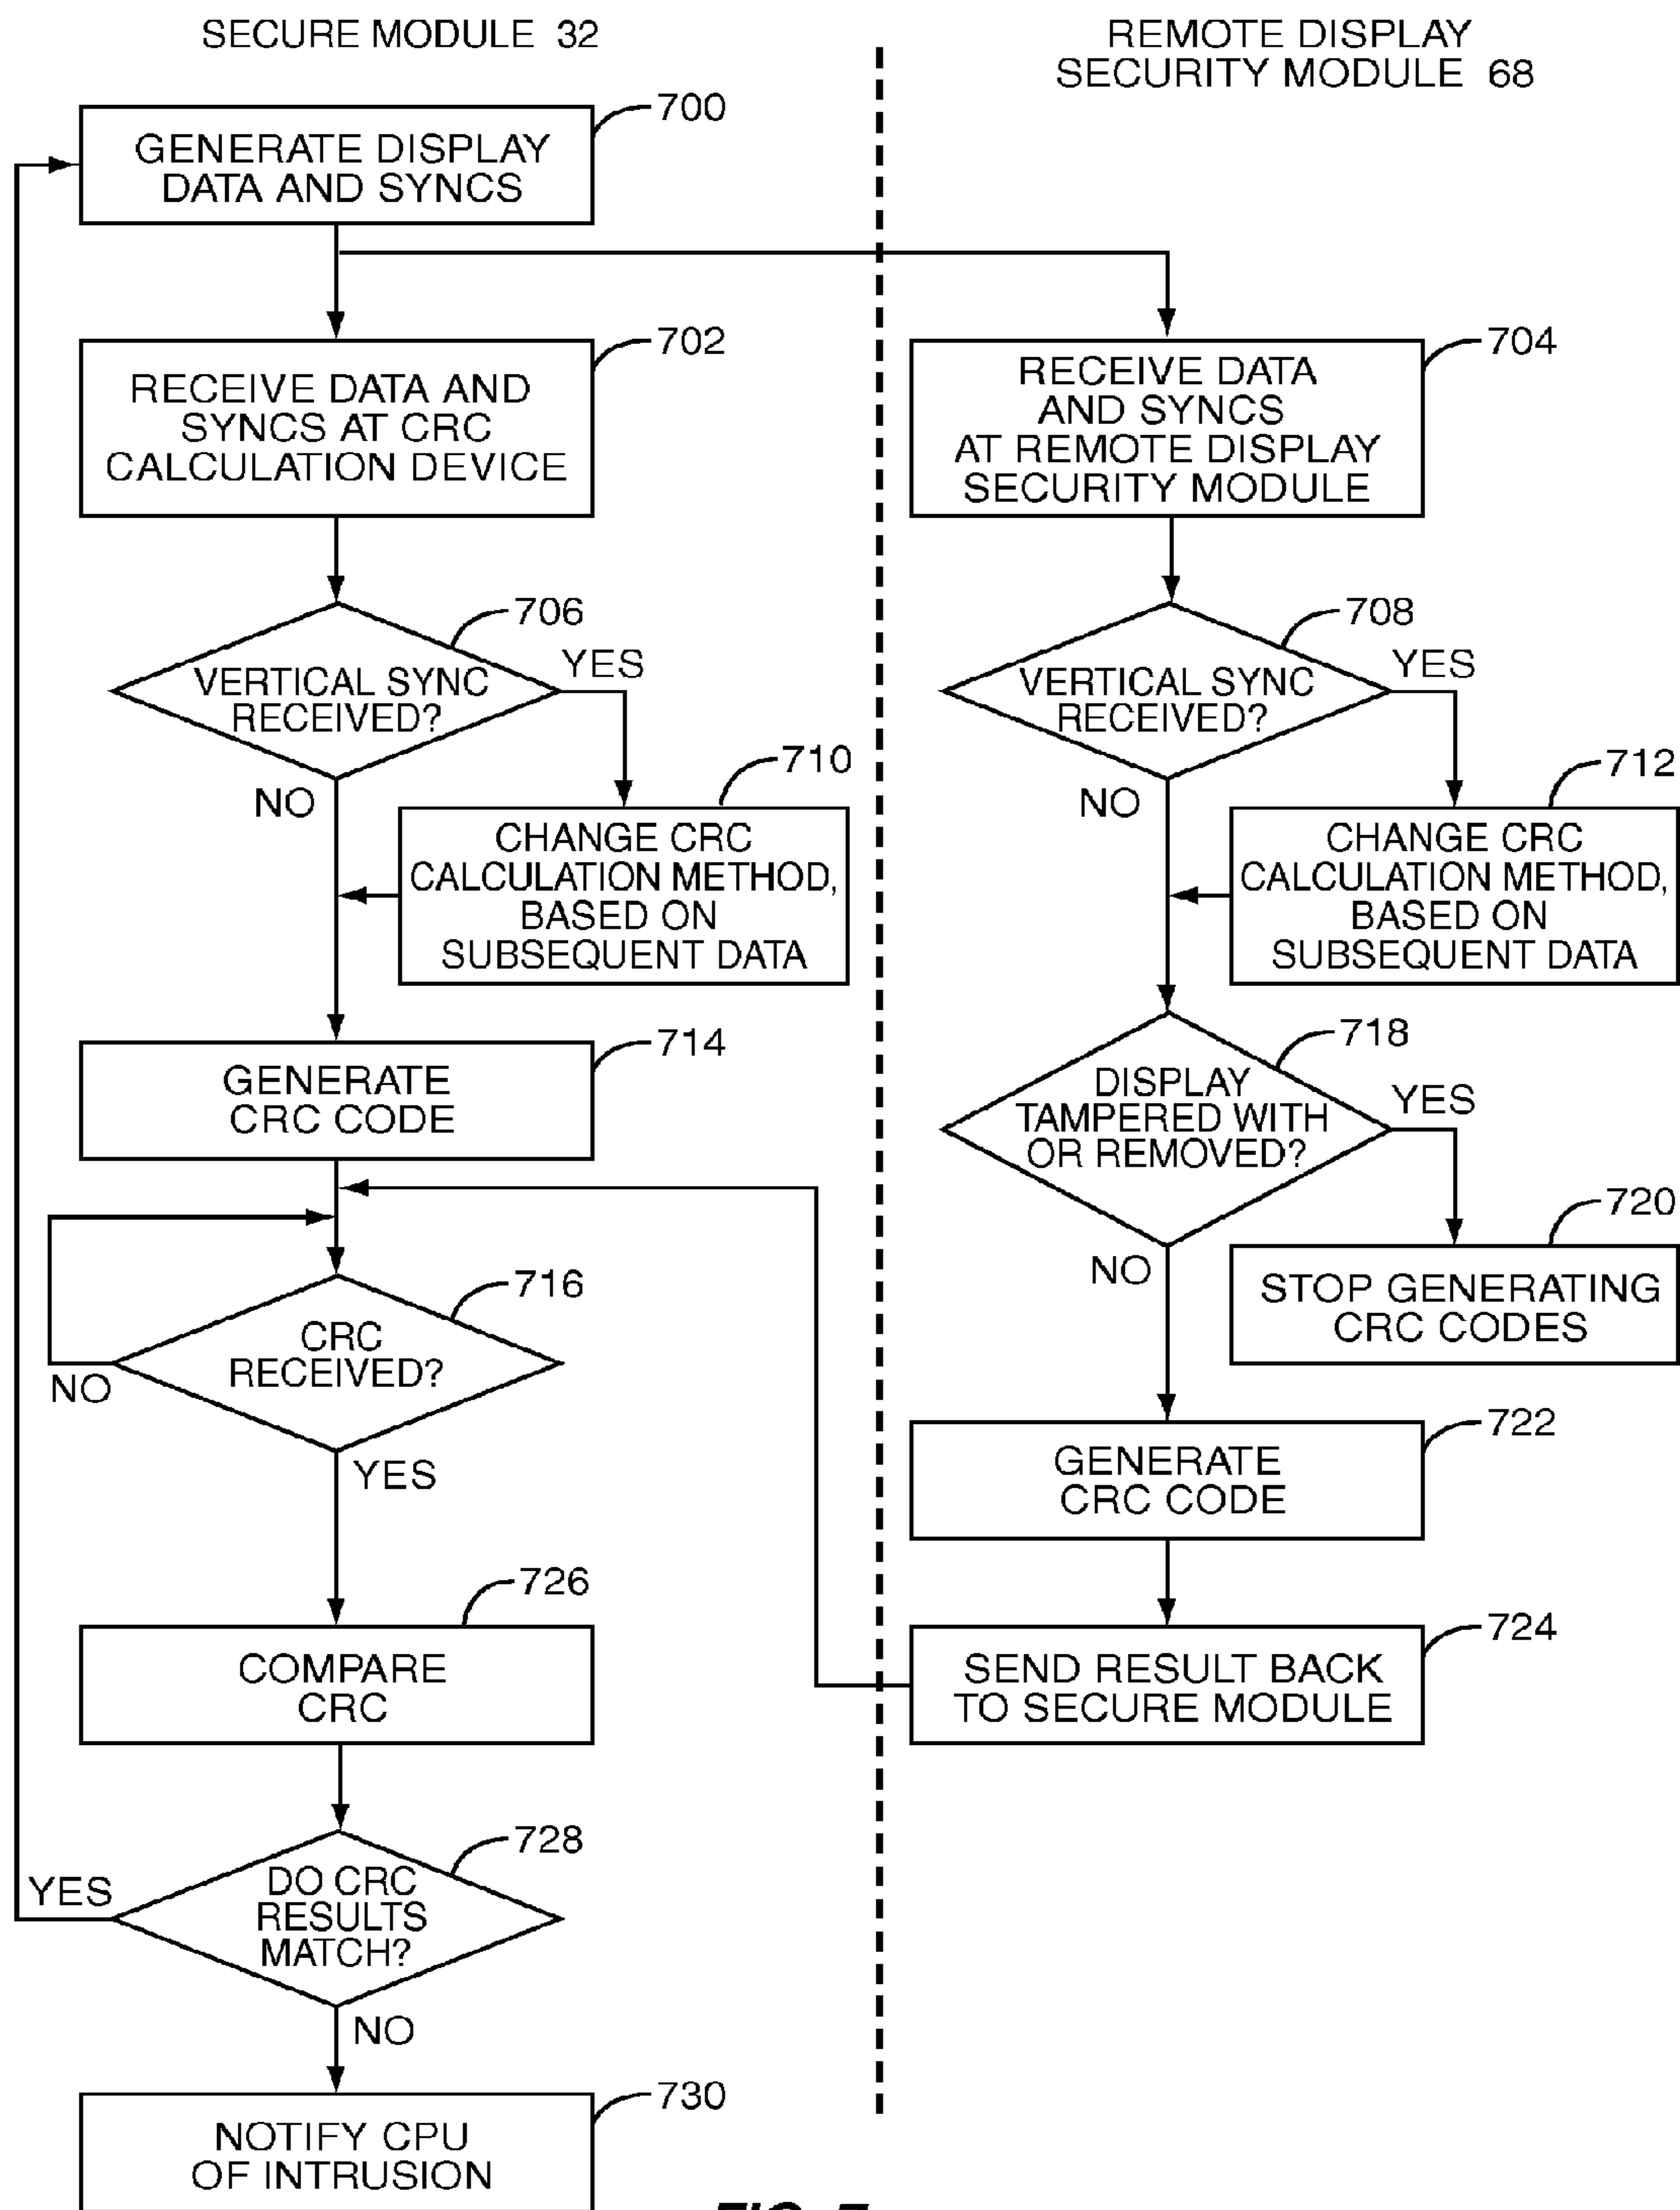 SECURE MODULE 32
REMOTE DISPLAY
SECURITY MODULE 68
700
GENERATE DISPLAY
DATA AND SYNCS
702
RECEIVE DATA AND
SYNCS AT CRC
CALCULATION DEVICE
704
RECEIVE DATA
AND SYNCS
AT REMOTE DISPLAY
SECURITY MODULE
706
VERTICAL SYNC
RECEIVED?
YES
NO
708
VERTICAL SYNC
RECEIVED?
YES
NO
710
CHANGE CRC
CALCULATION METHOD,
BASED ON
SUBSEQUENT DATA
712
CHANGE CRC
CALCULATION METHOD,
BASED ON
SUBSEQUENT DATA
714
GENERATE
CRC CODE
718
DISPLAY
TAMPERED WITH
OR REMOVED?
YES
NO
716
CRC
RECEIVED?
NO
YES
720
STOP GENERATING
CRC CODES
722
GENERATE
CRC CODE
726
COMPARE
CRC
724
SEND RESULT BACK
TO SECURE MODULE
728
DO CRC
RESULTS
MATCH?
YES
NO
730
NOTIFY CPU
OF INTRUSION